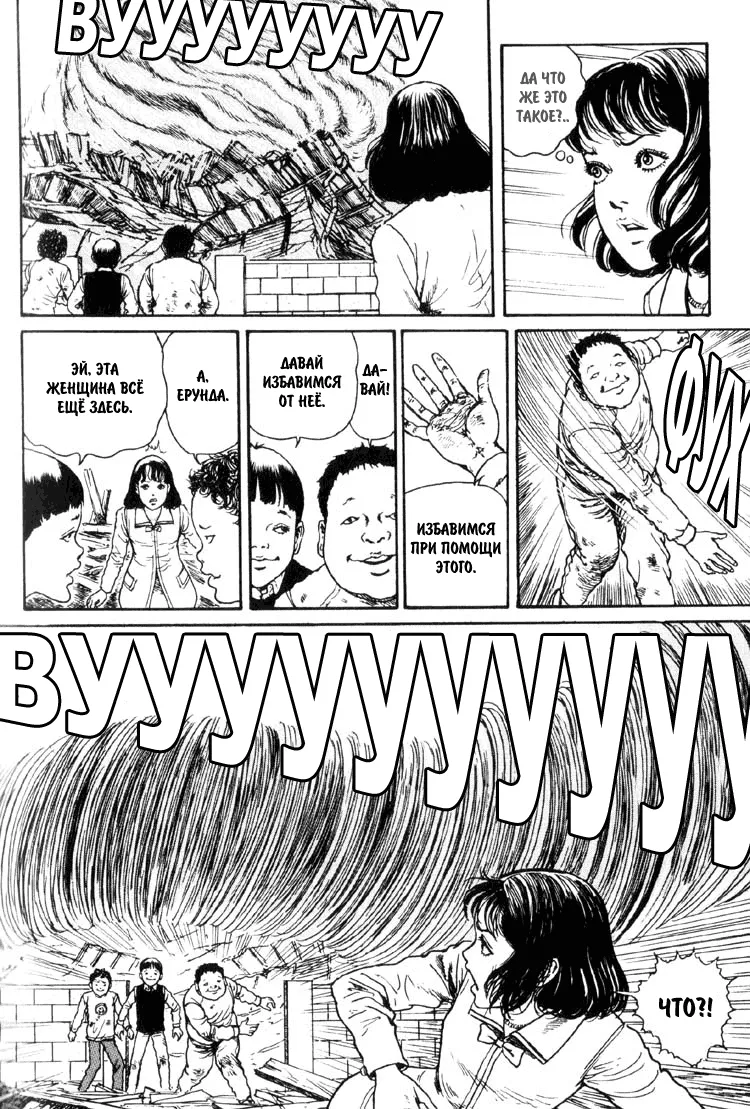 ВУУУУУУУУ
ДА ЧТО
ЖЕ ЭТО
ТАКОЕ?..
ЭЙ, ЭТА
ЖЕНЩИНА ВСЁ
ЕЩЁ ЗДЕСЬ.
А,
ЕРУНДА.
ДАВАЙ
ИЗБАВИМСЯ
ОТ НЕЁ.
ДА-
ВАЙ!
ИЗБАВИМСЯ
ПРИ ПОМОЩИ
ЭТОГО.
ФУХ
ВУУУУУУУУУ
ЧТО?!